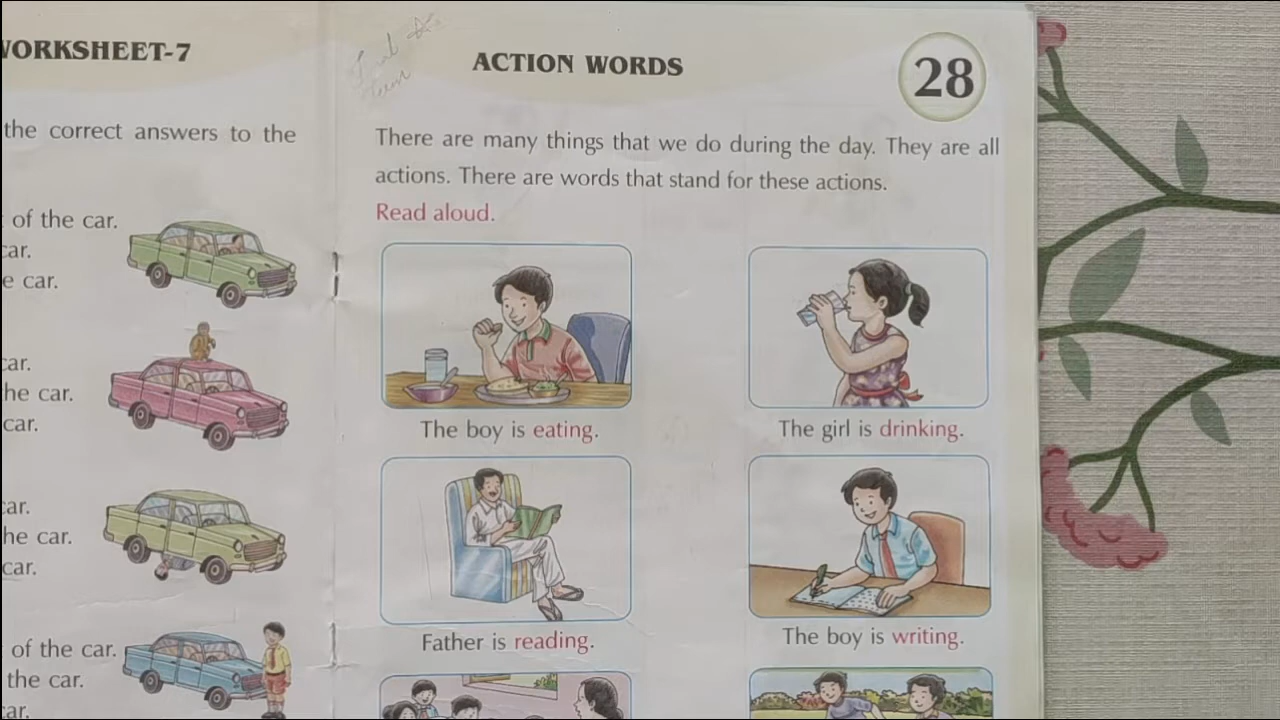 WORKSHEET-7
the correct answers to the
of the car.
car.
e car.
car.
he car.
car.
car.
he car.
car.
of the car.
the car.
car.
ACTION WORDS
28
There are many things that we do during the day. They are all
actions. There are words that stand for these actions.
Read aloud.
The boy is eating.
The girl is drinking.
Father is reading.
The boy is writing.